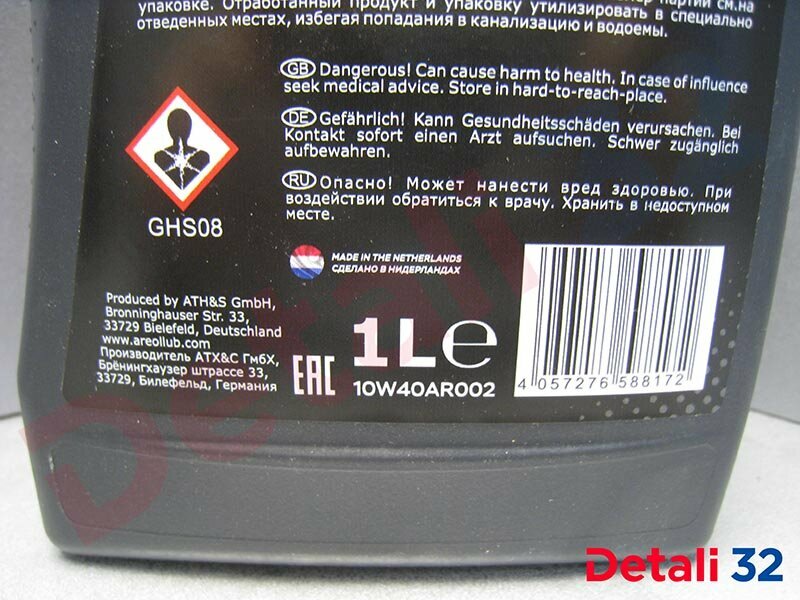 упаковке. Отработанный продукт и упаковку утилизировать в специально
отведенных местах, избегая попадания в канализацию и водоемы.
GB Dangerous! Can cause harm to health. In case of influence
seek medical advice. Store in hard-to-reach-place.
DE Gefährlich! Kann Gesundheitsschäden verursachen. Bei
Kontakt sofort einen Arzt aufsuchen. Schwer zugänglich
aufbewahren.
RU Опасно! Может нанести вред здоровью. При
воздействии обратиться к врачу. Хранить в недоступном
месте.
GHS08
MADE IN THE NETHERLANDS
СДЕЛАНО В НИДЕРЛАНДАХ
Produced by ATH&S GmbH,
Bronninghauser Str. 33,
33729 Bielefeld, Deutschland
www.areollub.com
Производитель АТХ&С ГмбХ,
Брёнингхаузер штрассе 33,
33729, Билефельд, Германия
EAC
1L e
10W40AR002
4 057276 588172
Detali 32
Detali 32